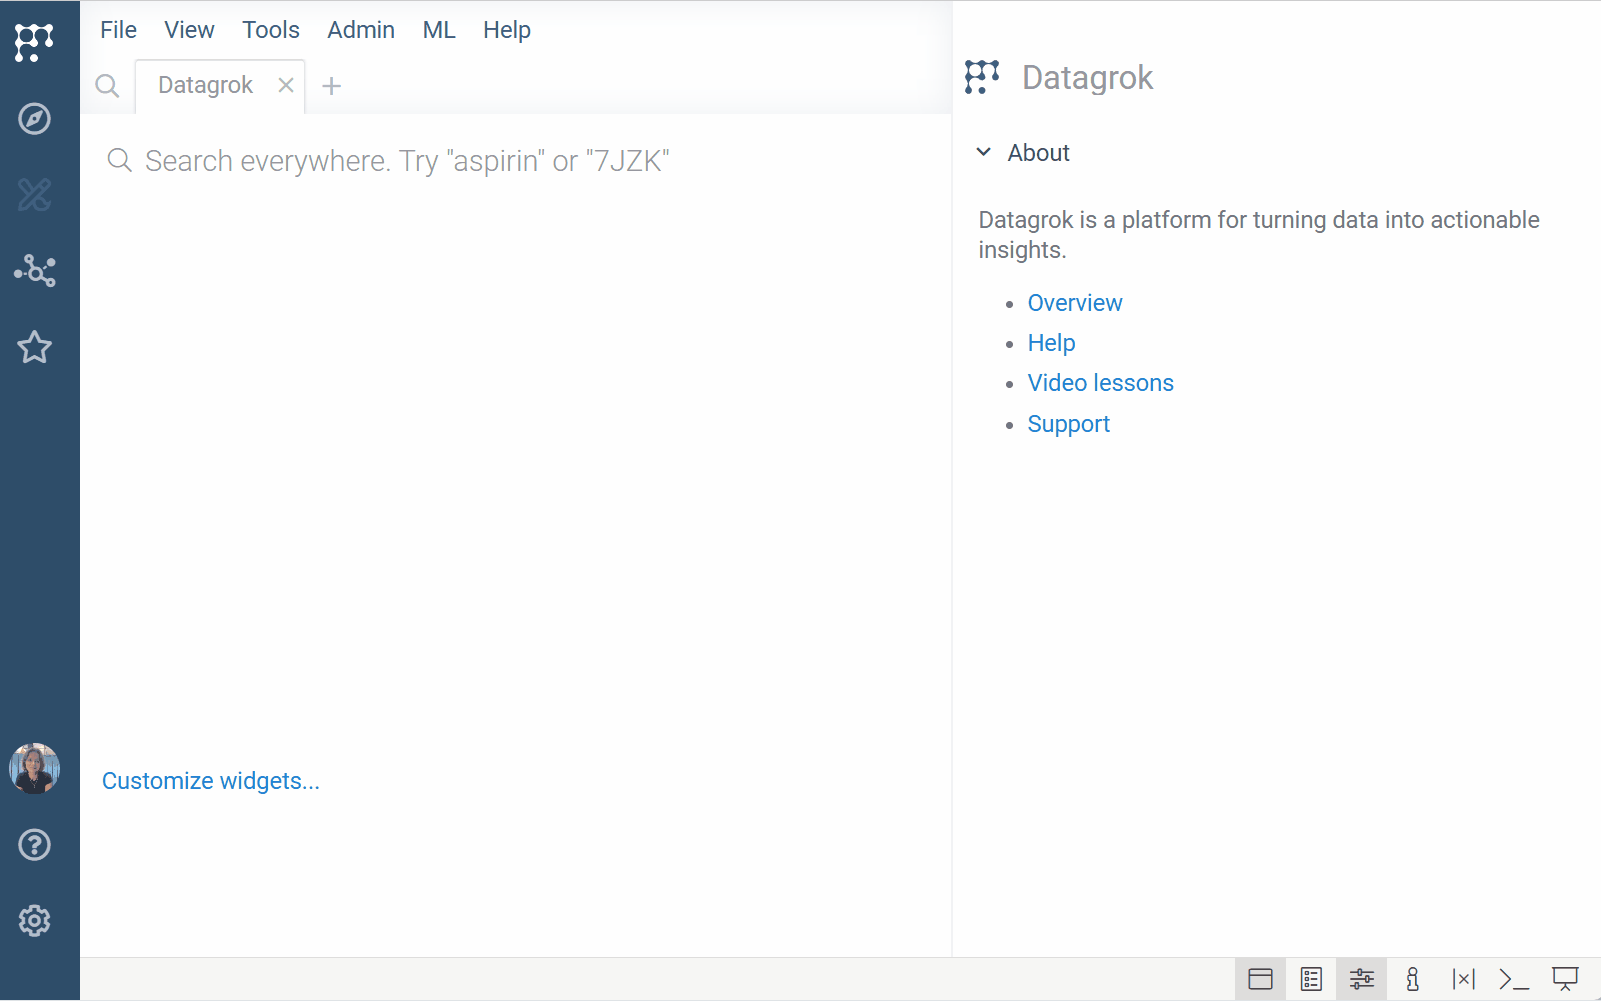 File View Tools Admin ML Help
Datagrok
Search everywhere. Try "aspirin" or "7JZK"
Customize widgets...
Datagrok
About
Datagrok is a platform for turning data into actionable
insights.
Overview
Help
Video lessons
Support